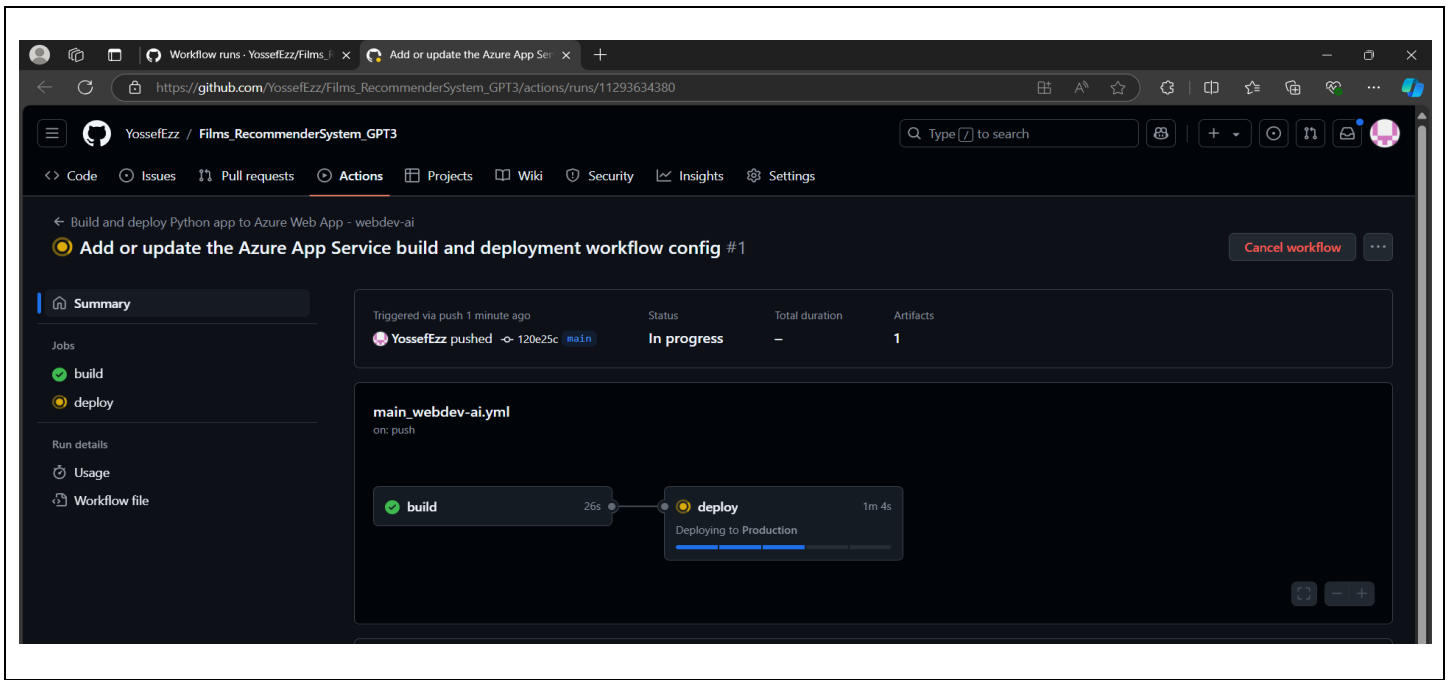 Workflow runs · YossefEzz/Films_R
Add or update the Azure App Ser
https://github.com/YossefEzz/Films_RecommenderSystem_GPT3/actions/runs/11293634380
YossefEzz / Films_RecommenderSystem_GPT3
Type / to search
<> Code Issues Pull requests Actions Projects Wiki Security Insights Settings
← Build and deploy Python app to Azure Web App - webdev-ai
Add or update the Azure App Service build and deployment workflow config #1
Cancel workflow
Summary
Jobs
build
deploy
Run details
Usage
Workflow file
Triggered via push 1 minute ago
YossefEzz pushed 120e25c main
Status
In progress
Total duration
–
Artifacts
1
main_webdev-ai.yml
on: push
build 26s
deploy 1m 4s
Deploying to Production